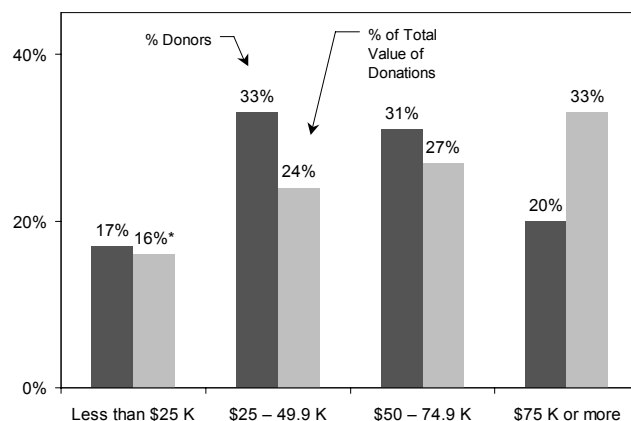 % Donors
% of Total
Value of
Donations
40%
20%
0%
17%
16%*
33%
24%
31%
27%
20%
33%
Less than $25 K
$25 – 49.9 K
$50 – 74.9 K
$75 K or more